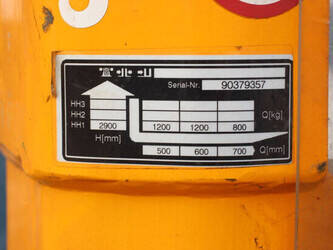 Serial-Nr. 90379357
HH3
HH2
HH1 2900 1200 1200 800 Q[kg]
H[mm]
500 600 700 Q[mm]